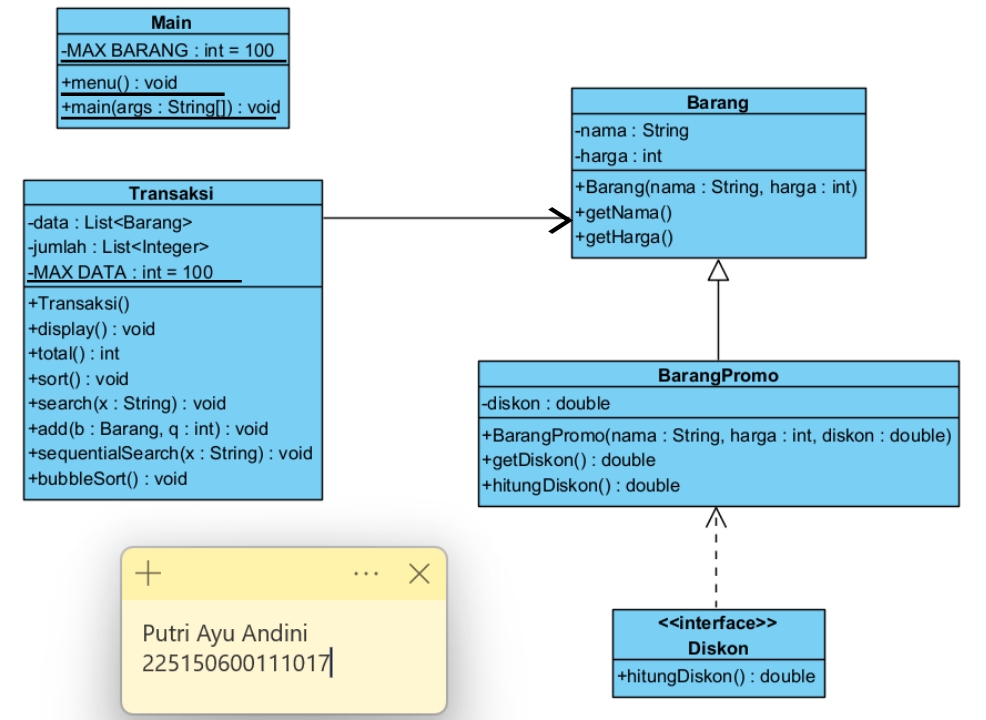 Main
-MAX BARANG : int = 100
+menu() : void
+main(args : String[]) : void
Barang
-nama : String
-harga : int
+Barang(nama : String, harga : int)
+getNama()
+getHarga()
Transaksi
-data : List<Barang>
-jumlah : List<Integer>
-MAX DATA : int = 100
+Transaksi()
+display() : void
+total() : int
+sort() : void
+search(x : String) : void
+add(b : Barang, q : int) : void
+sequentialSearch(x : String) : void
+bubbleSort() : void
BarangPromo
-diskon : double
+BarangPromo(nama : String, harga : int, diskon : double)
+getDiskon() : double
+hitungDiskon() : double
<<interface>>
Diskon
+hitungDiskon() : double
Putri Ayu Andini
225150600111017